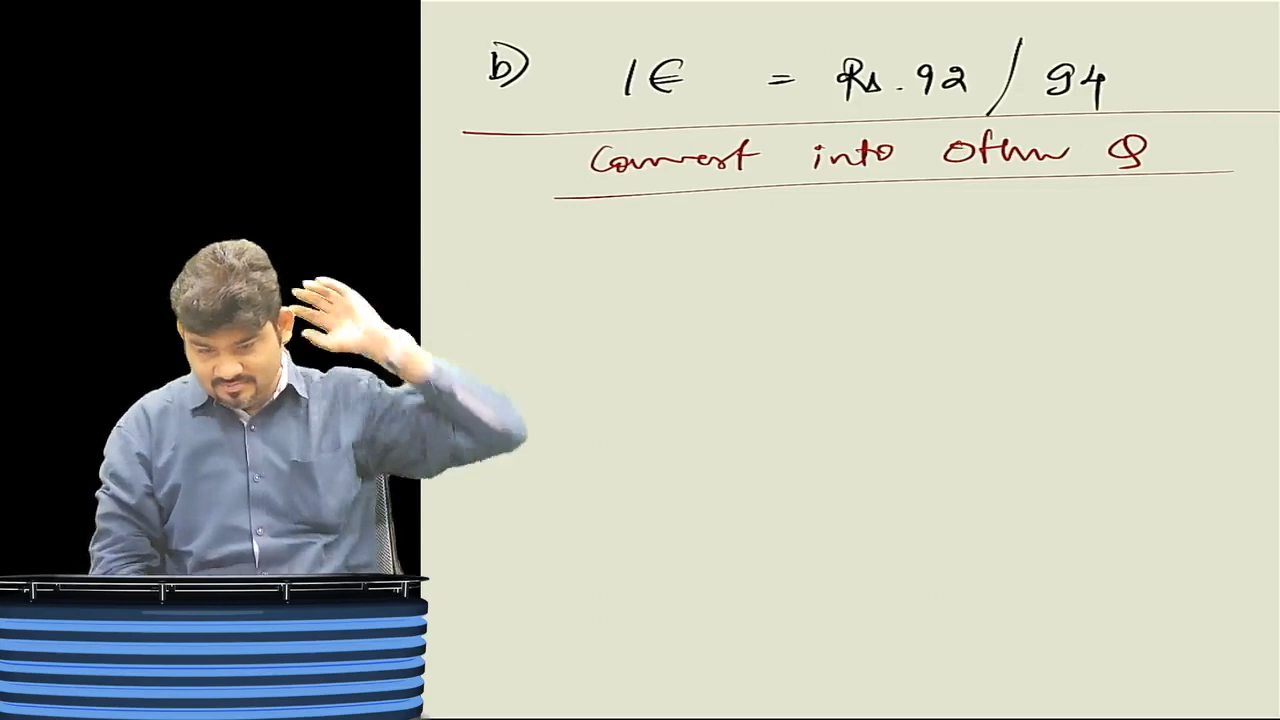 b) 1€ = Rs. 92 / 94
Convert into other Q